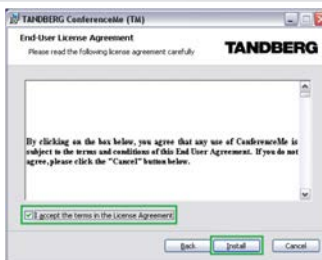 TANDBERG ConferenceMe (TM)
End-User License Agreement
Please read the following license agreement carefully
TANDBERG
By clicking on the box below, you agree that any use of ConferenceMe is
subject to the terms and conditions of this End User Agreement. If you do not
agree, please click the "Cancel" button below.
I accept the terms in the License Agreement
Back Install Cancel